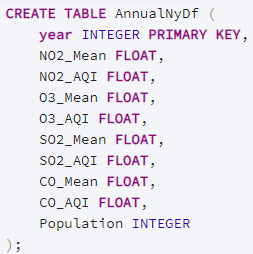 CREATE TABLE AnnualNyDf (
year INTEGER PRIMARY KEY,
NO2_Mean FLOAT,
NO2_AQI FLOAT,
O3_Mean FLOAT,
O3_AQI FLOAT,
SO2_Mean FLOAT,
SO2_AQI FLOAT,
CO_Mean FLOAT,
CO_AQI FLOAT,
Population INTEGER
);